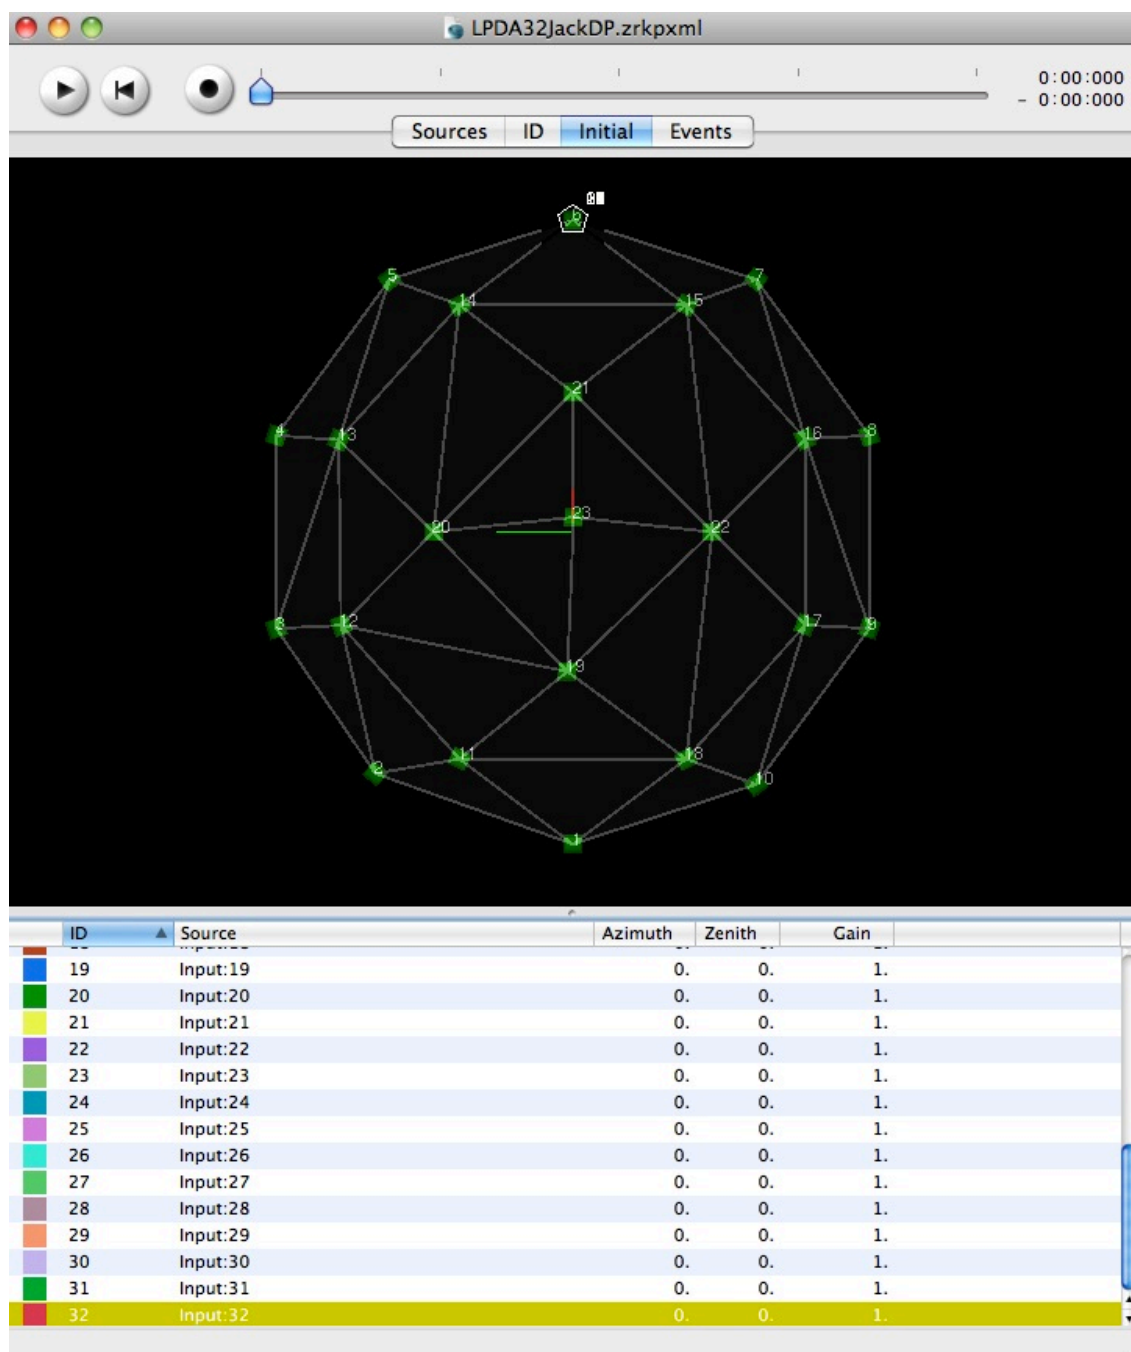 LPDA32JackDP.zrkpxml
0:00:000
- 0:00:000
Sources ID Initial Events
6
5 7
14 15
21
4 13 16 8
23
20 22
3 12 17 9
19
11 18
2 10
1
ID Source Azimuth Zenith Gain
19 Input:19 0. 0. 1.
20 Input:20 0. 0. 1.
21 Input:21 0. 0. 1.
22 Input:22 0. 0. 1.
23 Input:23 0. 0. 1.
24 Input:24 0. 0. 1.
25 Input:25 0. 0. 1.
26 Input:26 0. 0. 1.
27 Input:27 0. 0. 1.
28 Input:28 0. 0. 1.
29 Input:29 0. 0. 1.
30 Input:30 0. 0. 1.
31 Input:31 0. 0. 1.
32 Input:32 0. 0. 1.